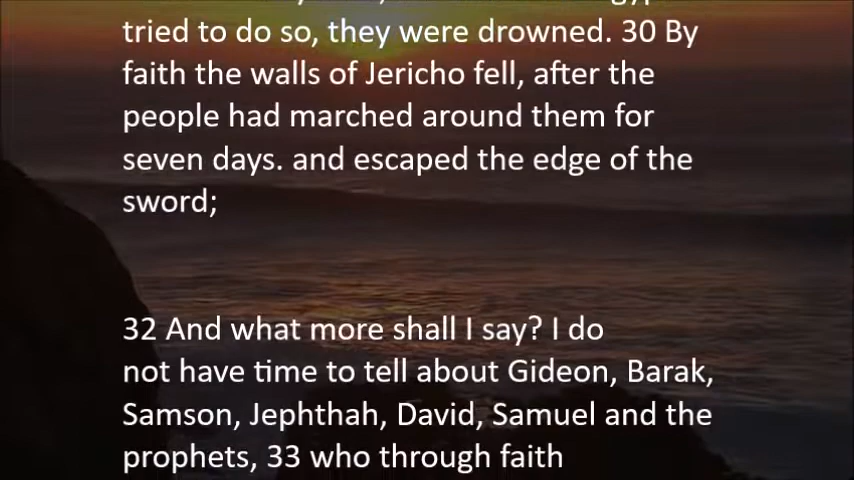 tried to do so, they were drowned. 30 By
faith the walls of Jericho fell, after the
people had marched around them for
seven days. and escaped the edge of the
sword;
32 And what more shall I say? I do
not have time to tell about Gideon, Barak,
Samson, Jephthah, David, Samuel and the
prophets, 33 who through faith